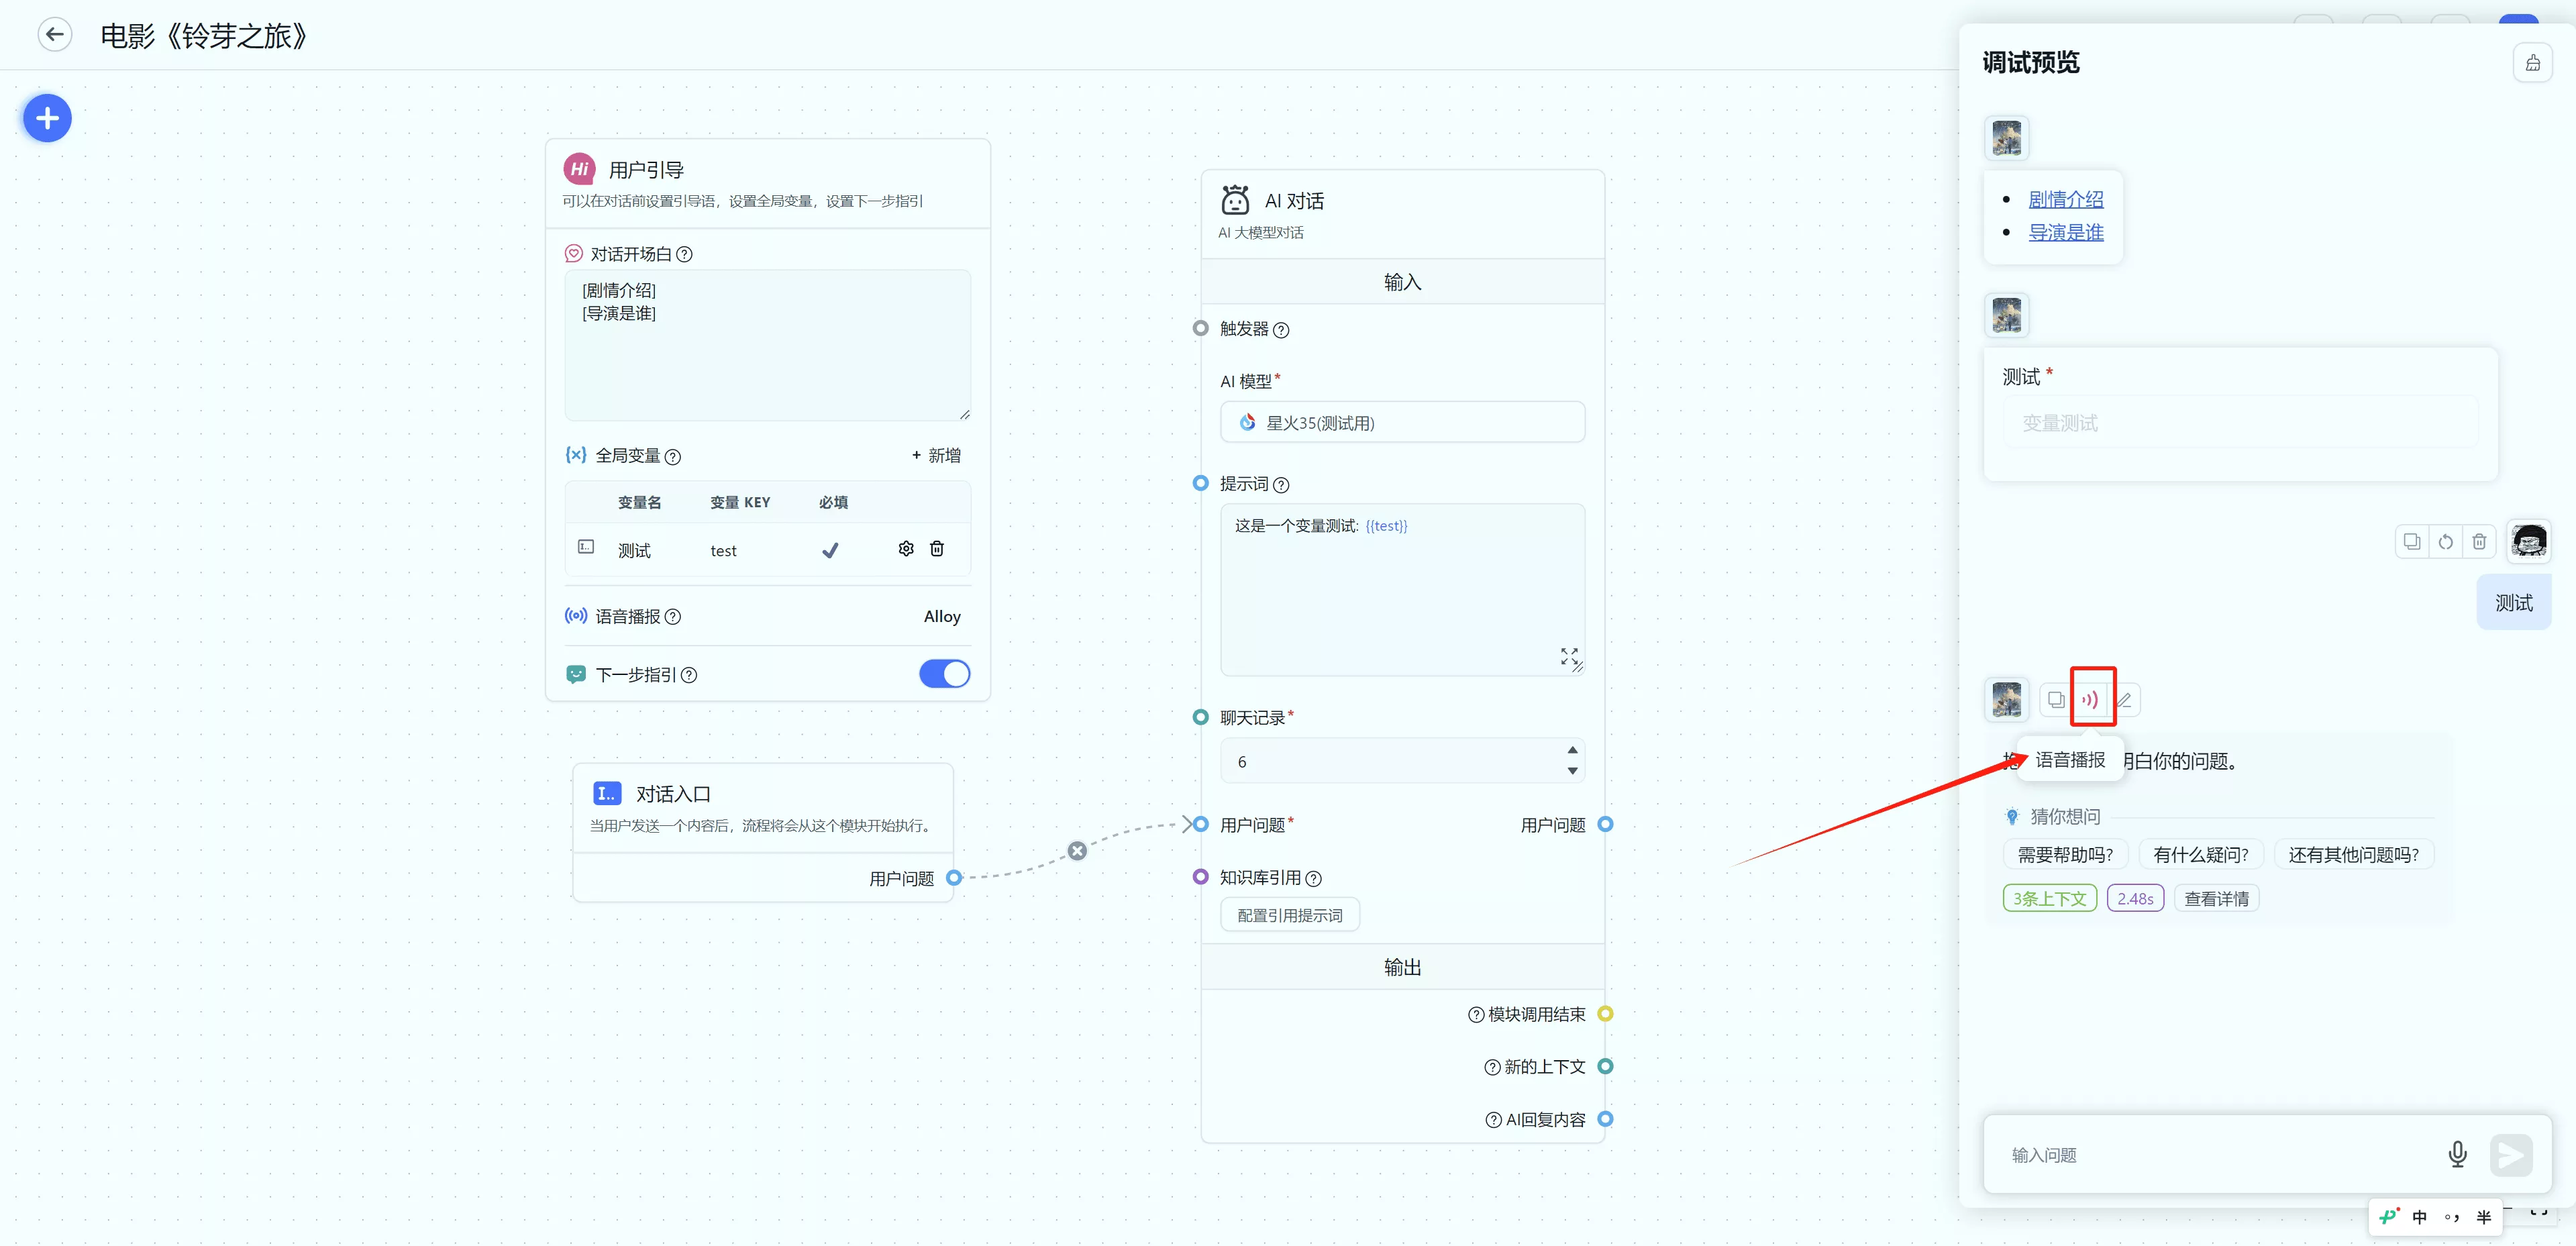 电影《铃芽之旅》
Hi 用户引导
可以在对话前设置引导语，设置全局变量，设置下一步指引
对话开场白
[剧情介绍]
[导演是谁]
全局变量
+ 新增
变量名 变量 KEY 必填
测试 test
语音播报
Alloy
下一步指引
对话入口
当用户发送一个内容后，流程将会从这个模块开始执行。
用户问题
AI 对话
AI 大模型对话
输入
触发器
AI 模型*
星火35(测试用)
提示词
这是一个变量测试: {{test}}
聊天记录*
6
用户问题*
用户问题
知识库引用
配置引用提示词
输出
模块调用结束
新的上下文
AI回复内容
调试预览
剧情介绍
导演是谁
测试 *
变量测试
测试
语音播报
白你的问题。
猜你想问
需要帮助吗? 有什么疑问? 还有其他问题吗?
3条上下文 2.48s 查看详情
输入问题
中 °, 半